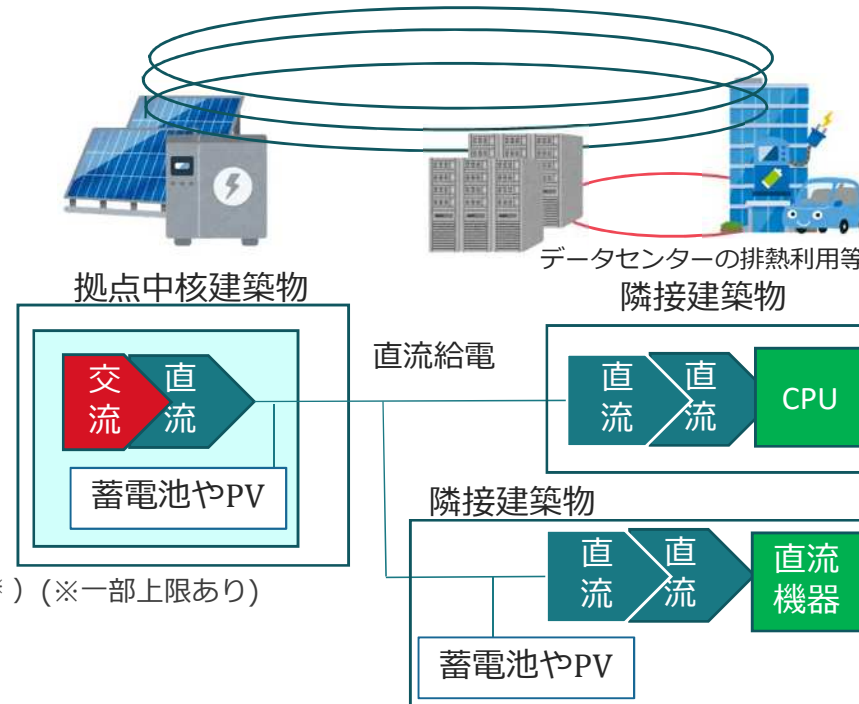 データセンターの排熱利用等
拠点中核建築物
隣接建築物
直流給電
交流
直流
直流
直流
CPU
蓄電池やPV
隣接建築物
直流
直流
直流
機器
）(※一部上限あり)
蓄電池やPV